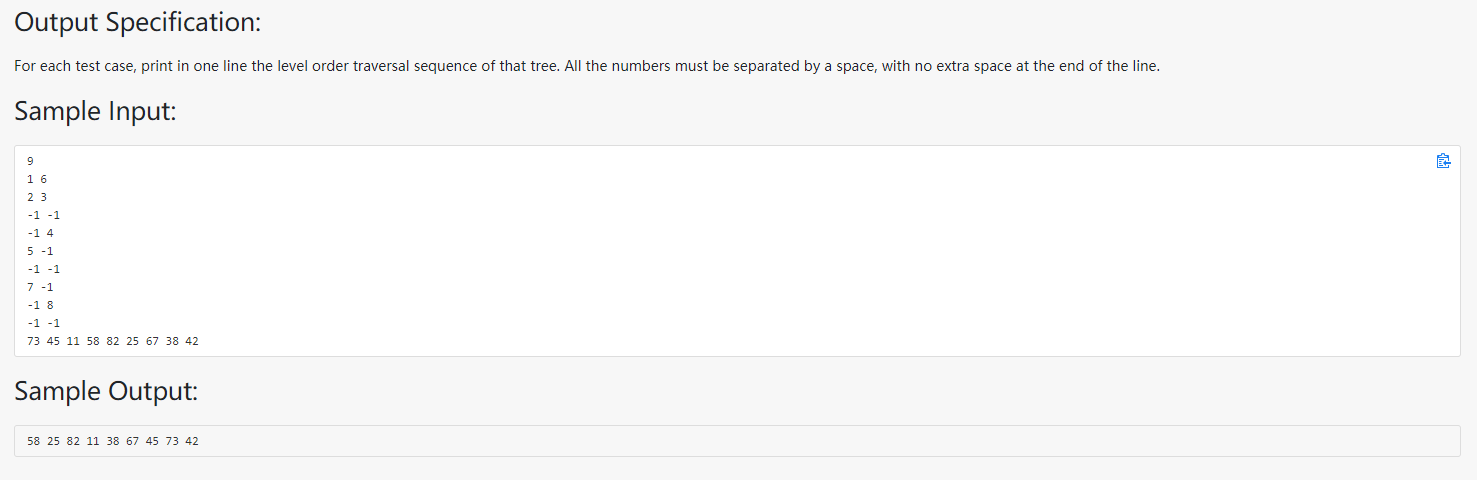 Output Specification:
For each test case, print in one line the level order traversal sequence of that tree. All the numbers must be separated by a space, with no extra space at the end of the line.
Sample Input:
9
1 6
2 3
-1 -1
-1 4
5 -1
-1 -1
7 -1
-1 8
-1 -1
73 45 11 58 82 25 67 38 42
Sample Output:
58 25 82 11 38 67 45 73 42